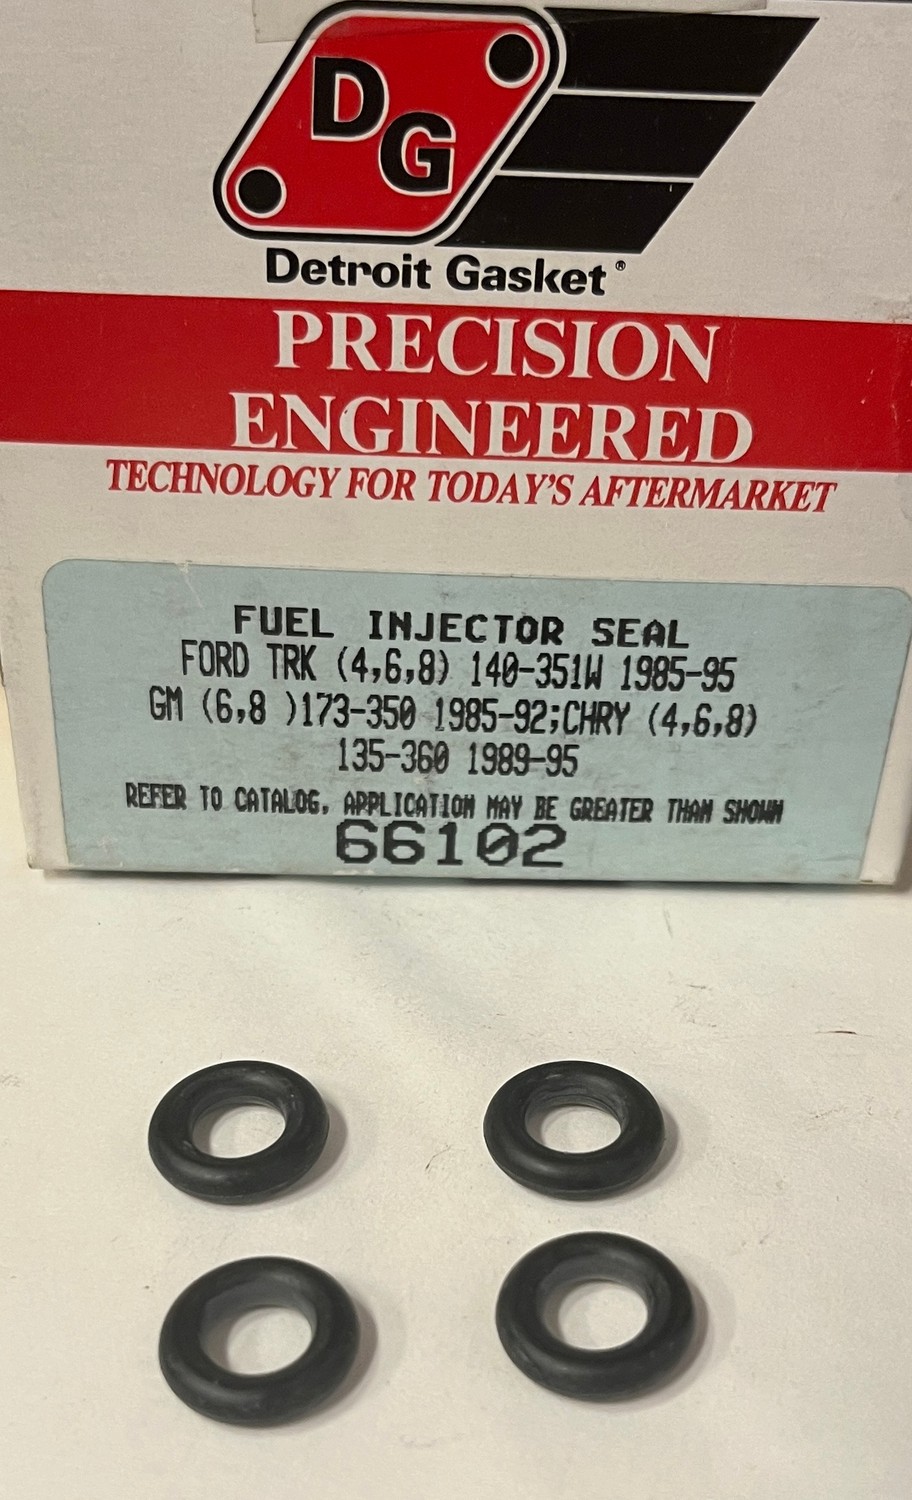 DG
Detroit Gasket®
PRECISION
ENGINEERED
TECHNOLOGY FOR TODAY'S AFTERMARKET
FUEL INJECTOR SEAL
FORD TRK (4,6,8) 140-351W 1985-95
GM (6,8 )173-350 1985-92;CHRY (4,6,8)
135-360 1989-95
REFER TO CATALOG, APPLICATION MAY BE GREATER THAN SHOWN
66102